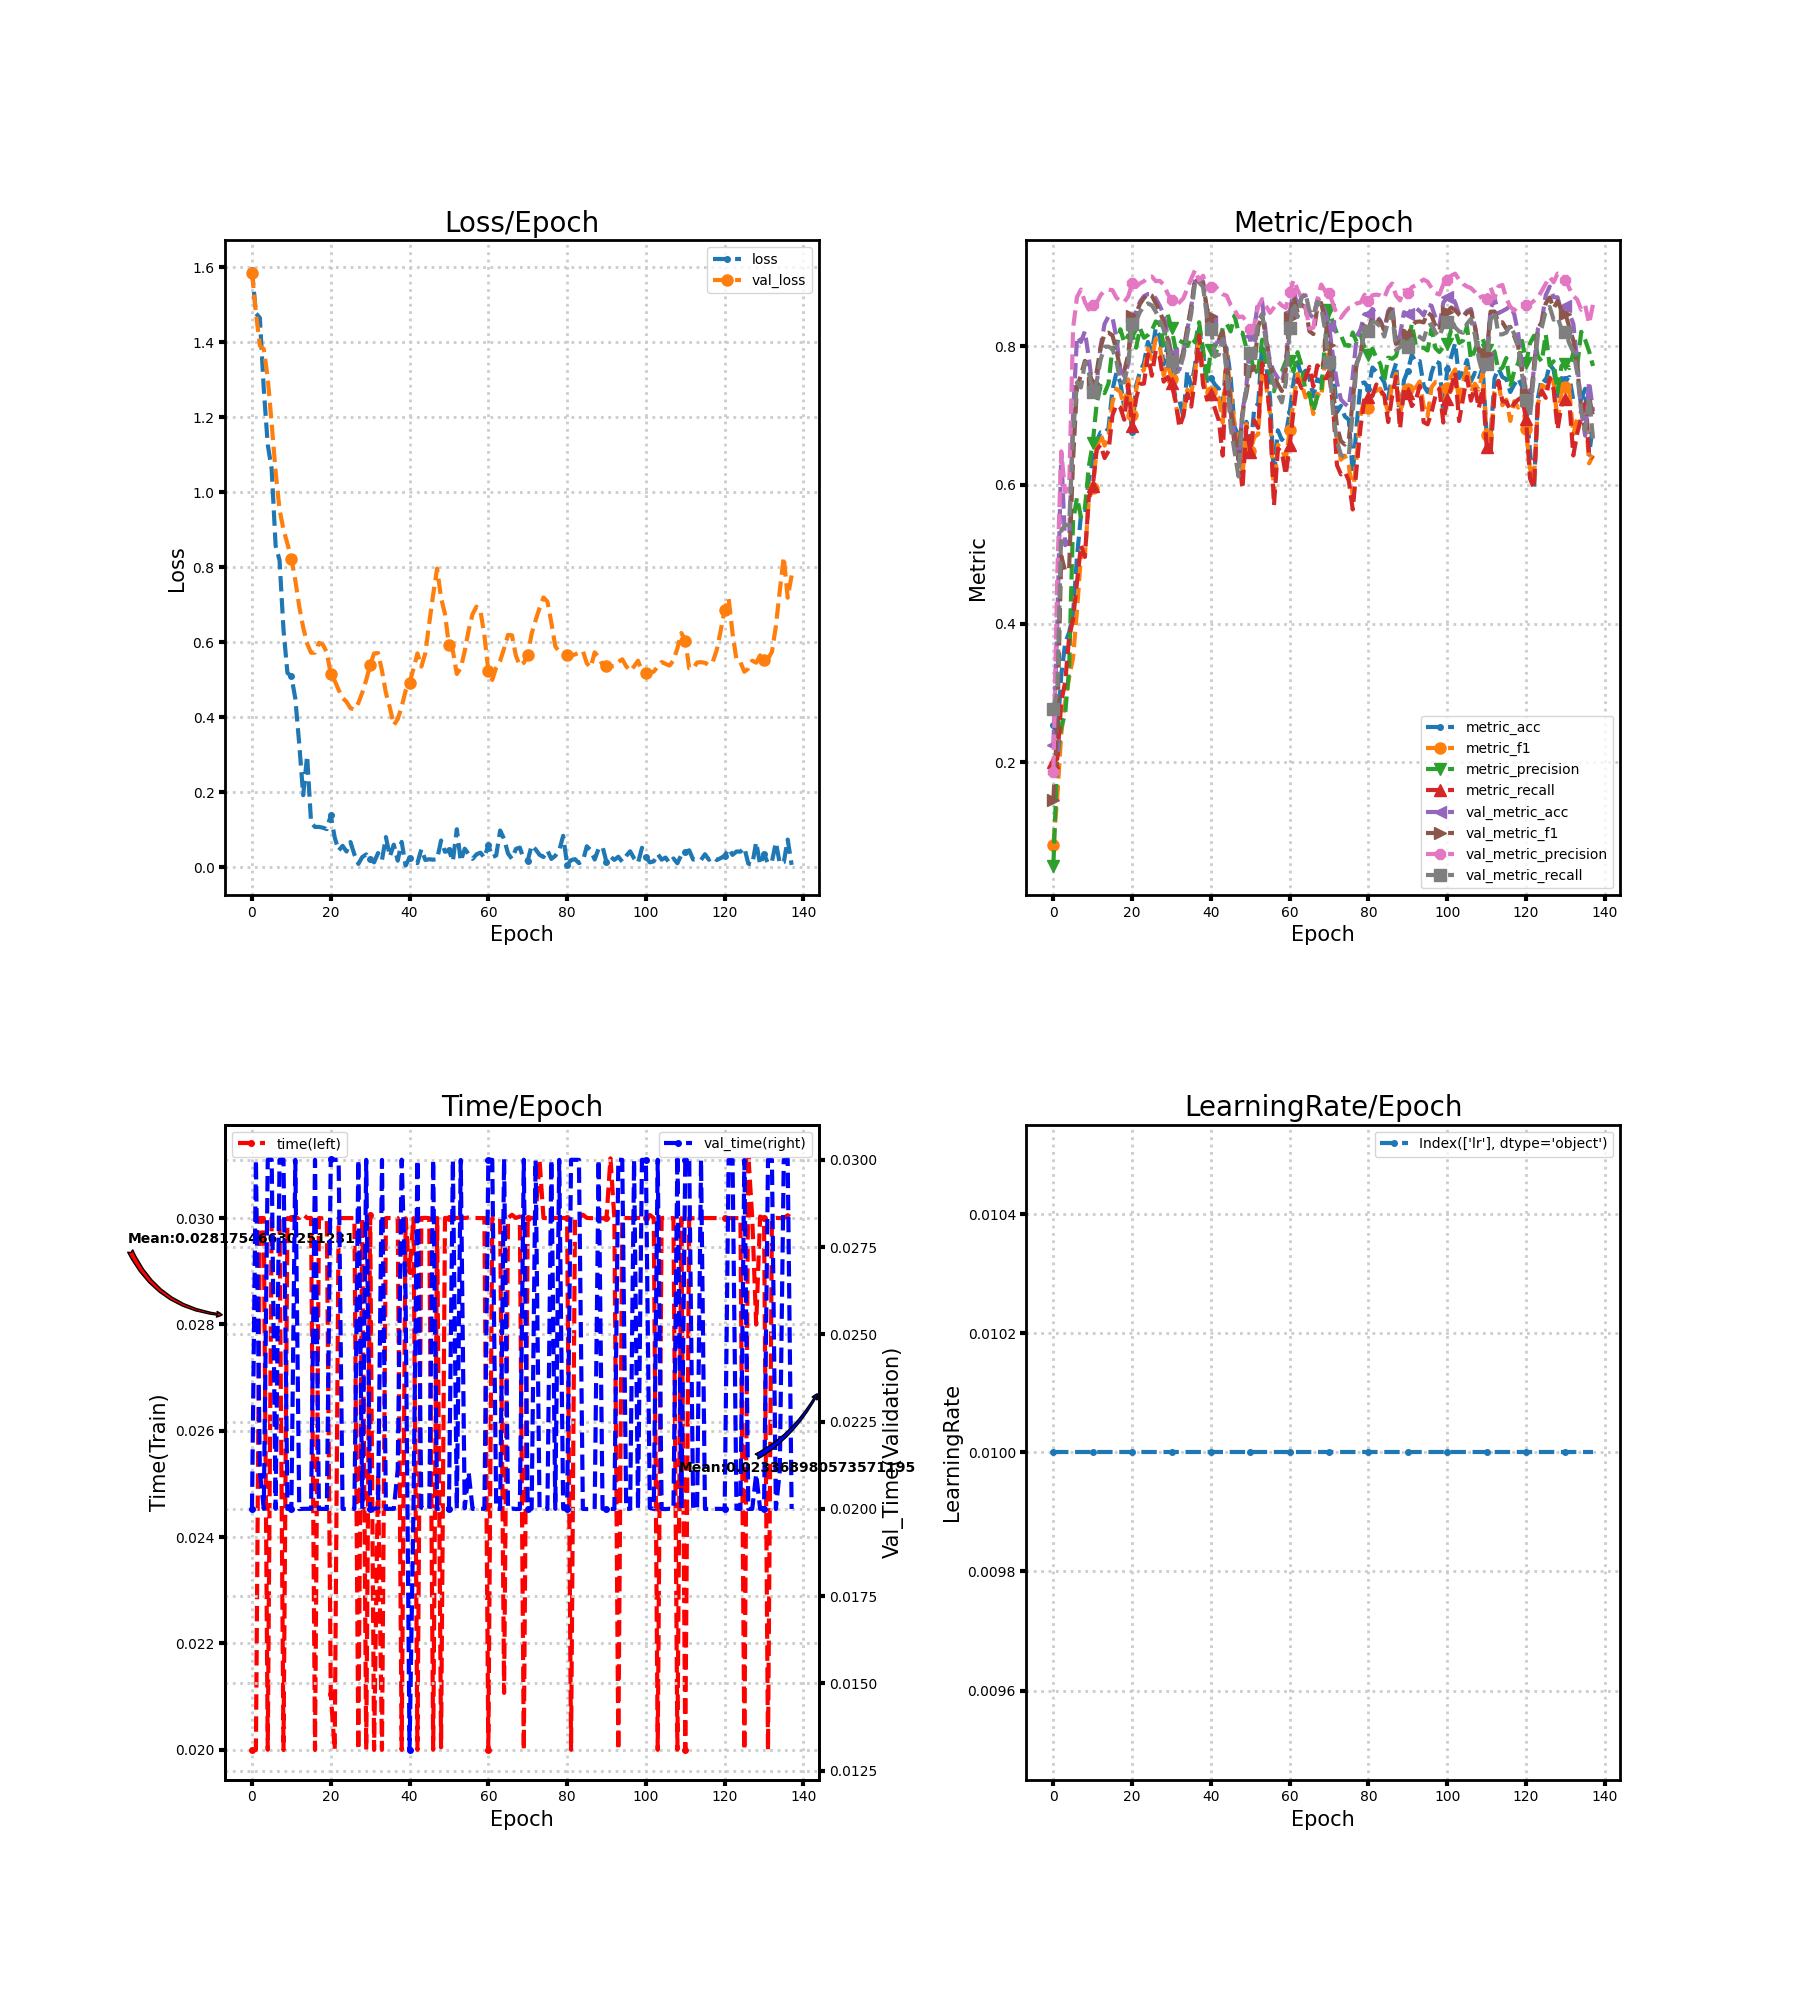 Loss/Epoch
loss
val_loss
1.6
1.4
1.2
1.0
0.8
0.6
0.4
0.2
0.0
Loss
0 20 40 60 80 100 120 140
Epoch
Metric/Epoch
0.8
0.6
0.4
0.2
Metric
metric_acc
metric_f1
metric_precision
metric_recall
val_metric_acc
val_metric_f1
val_metric_precision
val_metric_recall
0 20 40 60 80 100 120 140
Epoch
Time/Epoch
time(left)
val_time(right)
0.030
0.028
0.026
0.024
0.022
0.020
Time(Train)
Mean:0.02817546630251231
0.0300
0.0275
0.0250
0.0225
0.0200
0.0175
0.0150
0.0125
Val_Time(Validation)
Mean:0.023363980573571195
0 20 40 60 80 100 120 140
Epoch
LearningRate/Epoch
Index(['lr'], dtype='object')
0.0104
0.0102
0.0100
0.0098
0.0096
LearningRate
0 20 40 60 80 100 120 140
Epoch